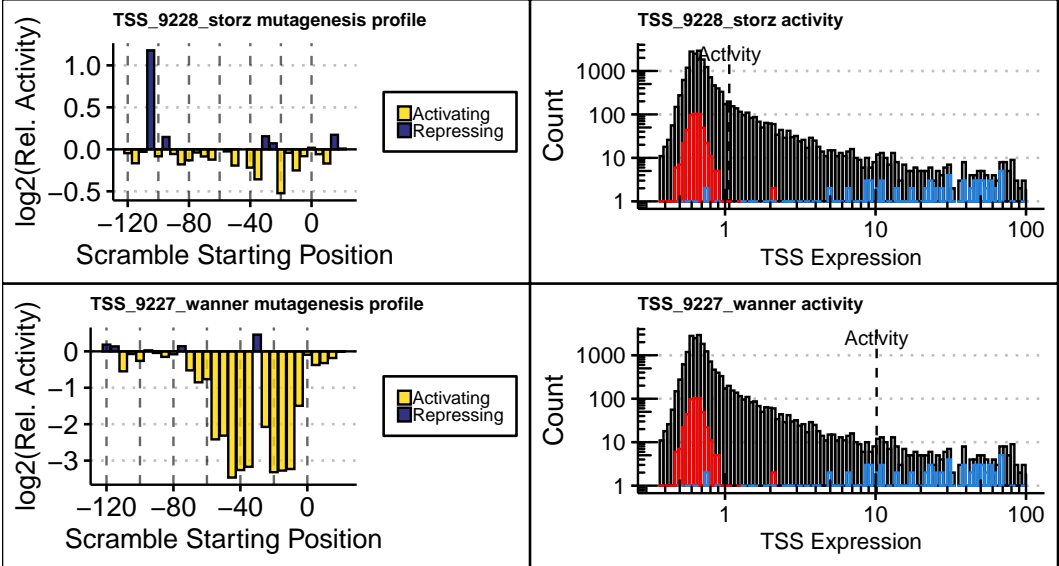 TSS_9228_storz mutagenesis profile
log2(Rel. Activity)
1.0
0.5
0.0
−0.5
−120
−80
−40
0
Scramble Starting Position
Activating
Repressing
TSS_9228_storz activity
Activity
Count
1000
100
10
1
1
10
100
TSS Expression
TSS_9227_wanner mutagenesis profile
log2(Rel. Activity)
0
−1
−2
−3
−120
−80
−40
0
Scramble Starting Position
Activating
Repressing
TSS_9227_wanner activity
Activity
Count
1000
100
10
1
1
10
100
TSS Expression